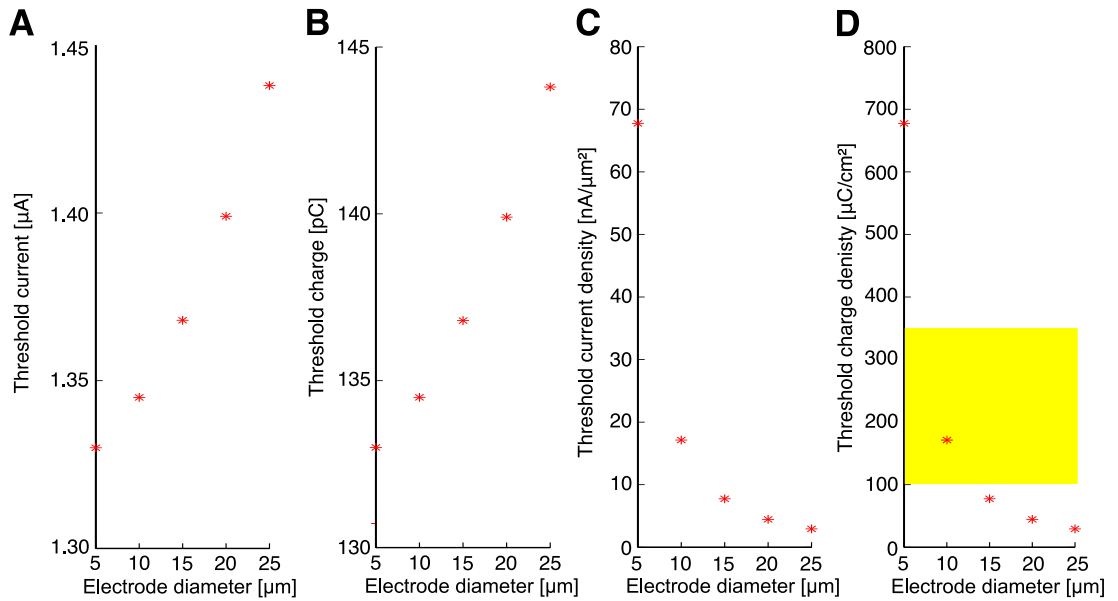 A
Threshold current [µA]
1.45
1.40
1.35
1.30
5 10 15 20 25
Electrode diameter [µm]
B
Threshold charge [pC]
145
140
135
130
5 10 15 20 25
Electrode diameter [µm]
C
Threshold current density [nA/µm²]
80
70
60
50
40
30
20
10
0
5 10 15 20 25
Electrode diameter [µm]
D
Threshold charge denisty [µC/cm²]
800
700
600
500
400
300
200
100
0
5 10 15 20 25
Electrode diameter [µm]